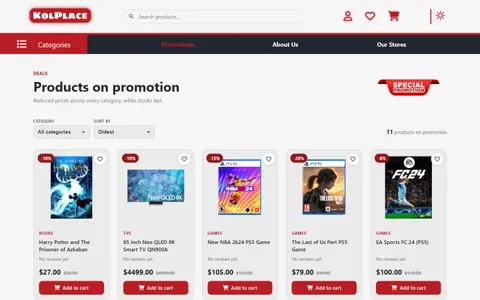 KOLPLACE
Search products...
Categories
Promotions
About Us
Our Stores
DEALS
Products on promotion
Reduced prices across every category, while stocks last.
SPECIAL
PROMOTION
CATEGORY
SORT BY
All categories
Oldest
11 products on promotion
-10%
-10%
-13%
-20%
-9%
BOOKS
TVS
GAMES
GAMES
GAMES
Harry Potter and The
Prisoner of Azkaban
85 Inch Neo QLED 8K
Smart TV QN900A
New NBA 2k24 PS5 Game
The Last of Us Part PS5
Game
EA Sports FC 24 (PS5)
No reviews yet
No reviews yet
No reviews yet
No reviews yet
No reviews yet
$27.00
$4499.00
$105.00
$79.00
$100.00
Add to cart
Add to cart
Add to cart
Add to cart
Add to cart